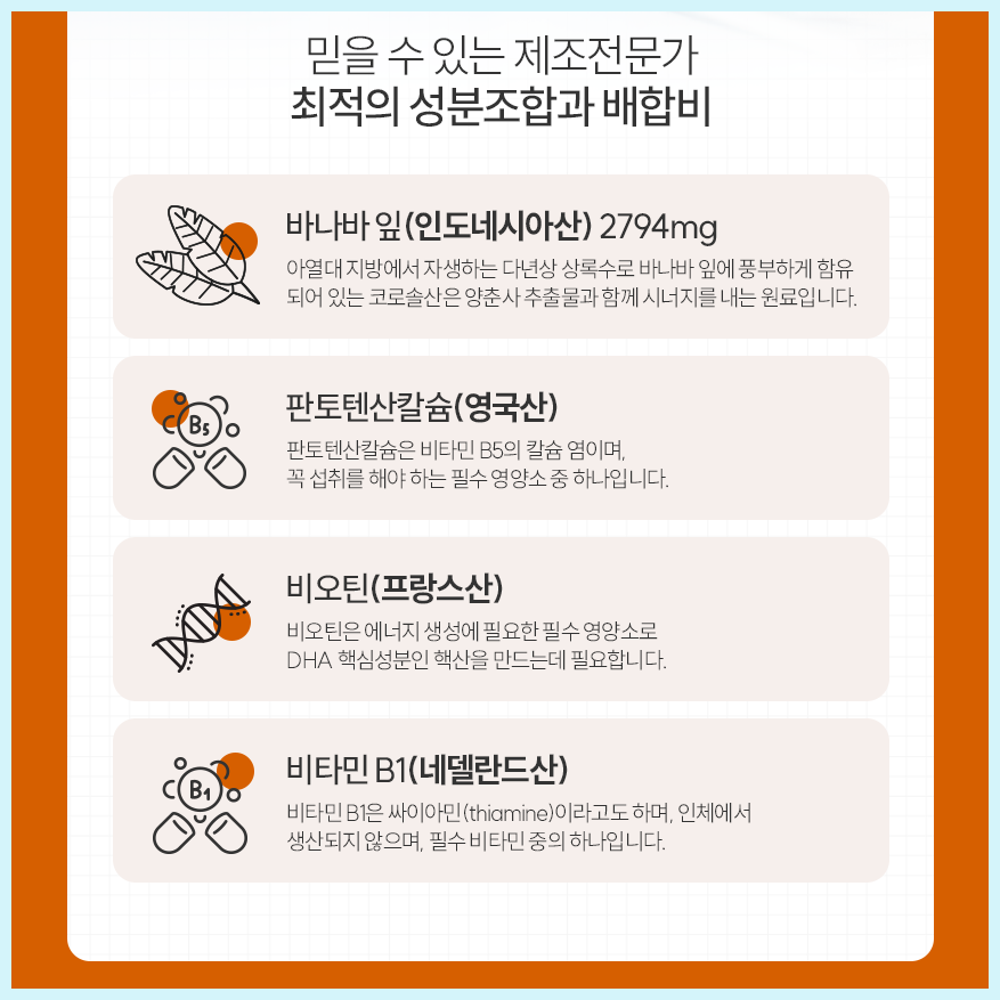 믿을 수 있는 제조전문가
최적의 성분조합과 배합비
바나바 잎(인도네시아산) 2794mg
아열대 지방에서 자생하는 다년상 상록수로 바나바 잎에 풍부하게 함유
되어 있는 코로솔산은 양춘사 추출물과 함께 시너지를 내는 원료입니다.
B5
판토텐산칼슘(영국산)
판토텐산칼슘은 비타민 B5의 칼슘 염이며,
꼭 섭취를 해야 하는 필수 영양소 중 하나입니다.
비오틴(프랑스산)
비오틴은 에너지 생성에 필요한 필수 영양소로
DHA 핵심성분인 핵산을 만드는데 필요합니다.
B1
비타민 B1(네델란드산)
비타민 B1은 싸이아민(thiamine)이라고도 하며, 인체에서
생산되지 않으며, 필수 비타민 중의 하나입니다.